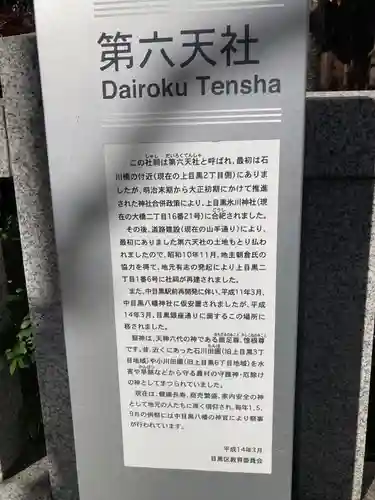 第六天社
Dairoku Tensha
この社祠は第六天社と呼ばれ、最初は石
川橋の付近(現在の上目黒2丁目側)にありま
したが、明治末期から大正初期にかけて推進
された神社合併政策により、上目黒氷川神社(現
在の大橋二丁目16番21号)に合祀されました。
その後、道路建設(現在の山手通り)により、
最初にありました第六天社の土地もとり払わ
れましたので、昭和10年11月、地主朝倉氏の
協力を得て、地元有志の発起により上目黒二
丁目1番6号に社祠が再建されました。
また、中目黒駅前再開発に伴い、平成11年3月、
中目黒八幡神社に仮安置されましたが、平成
14年3月、目黒銀座通りに面するこの場所に
移されました。
祭神は、天神六代の神である面足尊、惶根尊
です。昔、近くにあった石川田圃(旧上目黒3丁
目地域)や小川田圃(旧上目黒6丁目地域)を水
害や旱魃などから守る農村の守護神・厄除け
の神としてまつられていました。
現在は、健康長寿、商売繁盛、家内安全の神
として地元の人たちに深く信仰され、毎年1、5、
9月の例祭には中目黒八幡の神官により祭事
が行われています。
平成14年3月
目黒区教育委員会